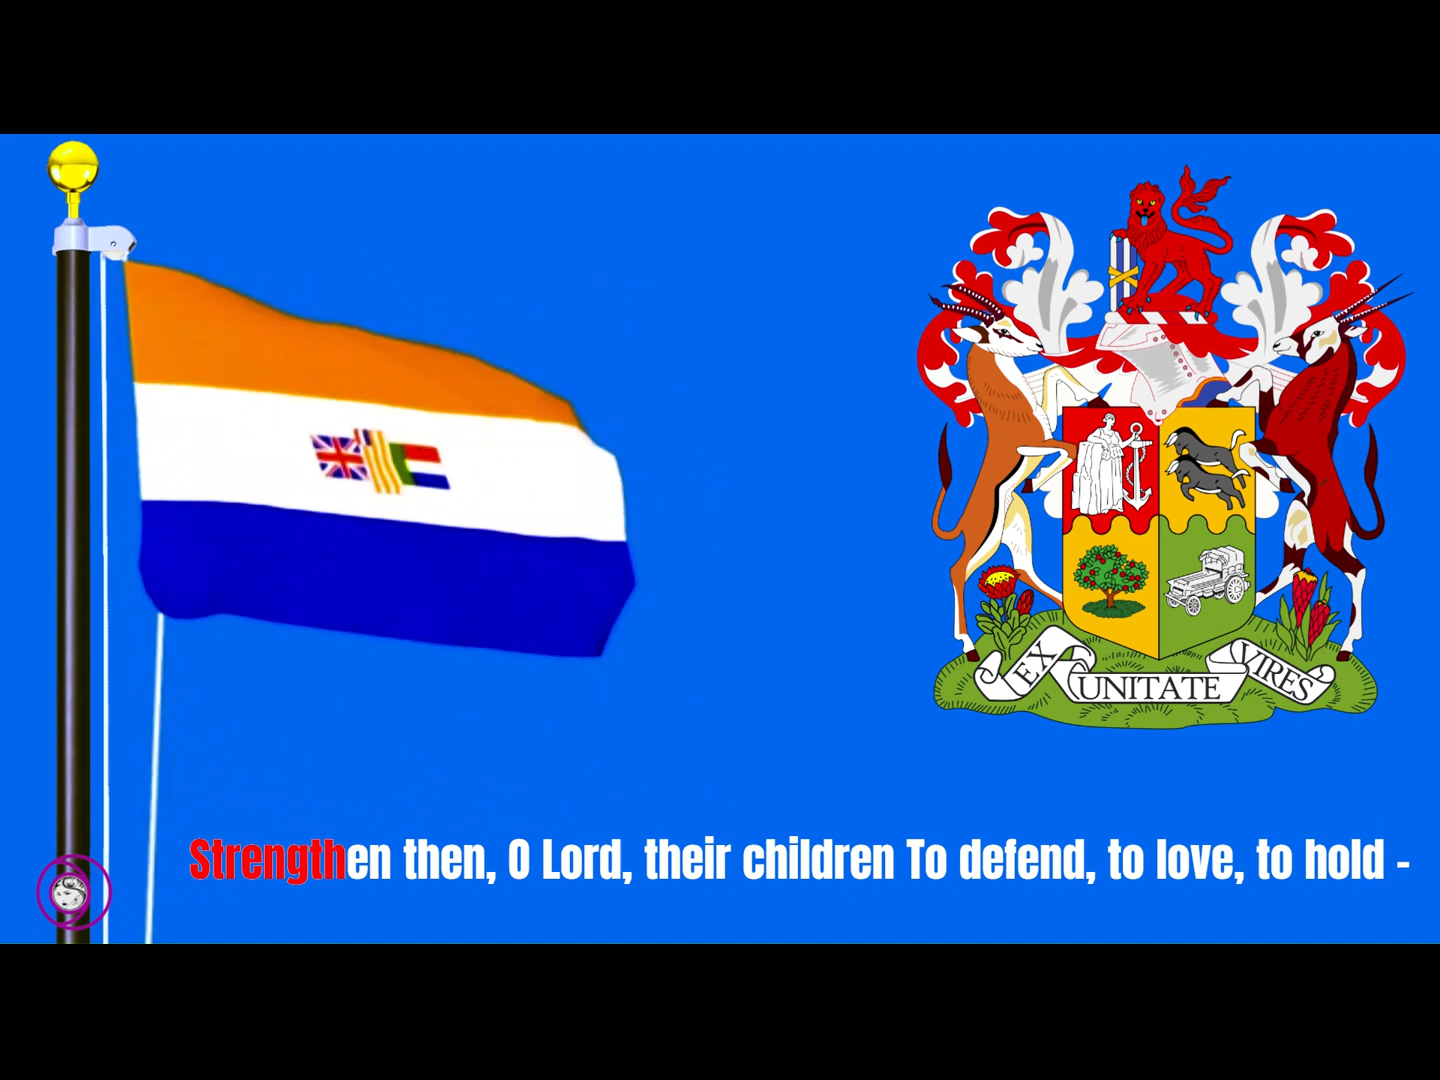 EX UNITATE VIRES
Strengthen then, O Lord, their children To defend, to love, to hold -